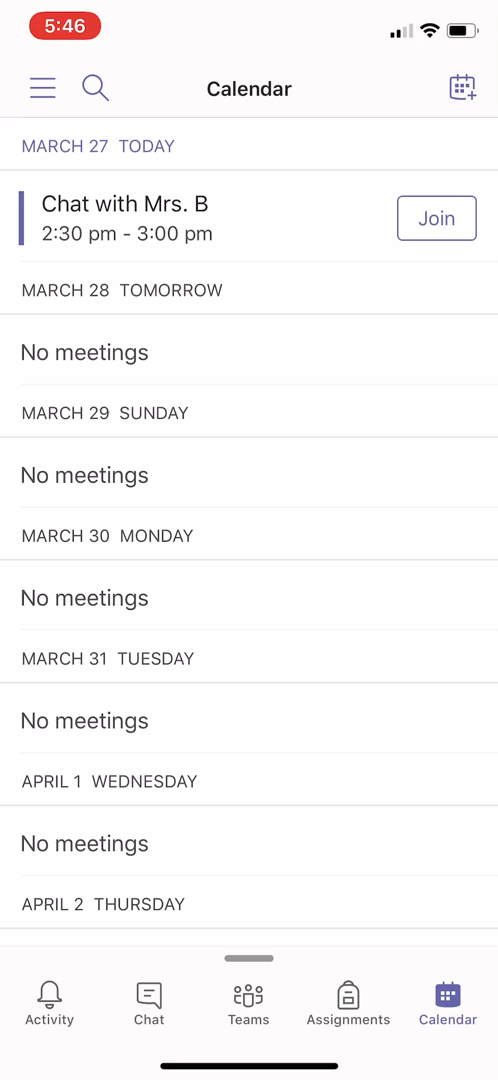 5:46
Calendar
MARCH 27 TODAY
Chat with Mrs. B
2:30 pm - 3:00 pm
Join
MARCH 28 TOMORROW
No meetings
MARCH 29 SUNDAY
No meetings
MARCH 30 MONDAY
No meetings
MARCH 31 TUESDAY
No meetings
APRIL 1 WEDNESDAY
No meetings
APRIL 2 THURSDAY
Activity Chat Teams Assignments Calendar